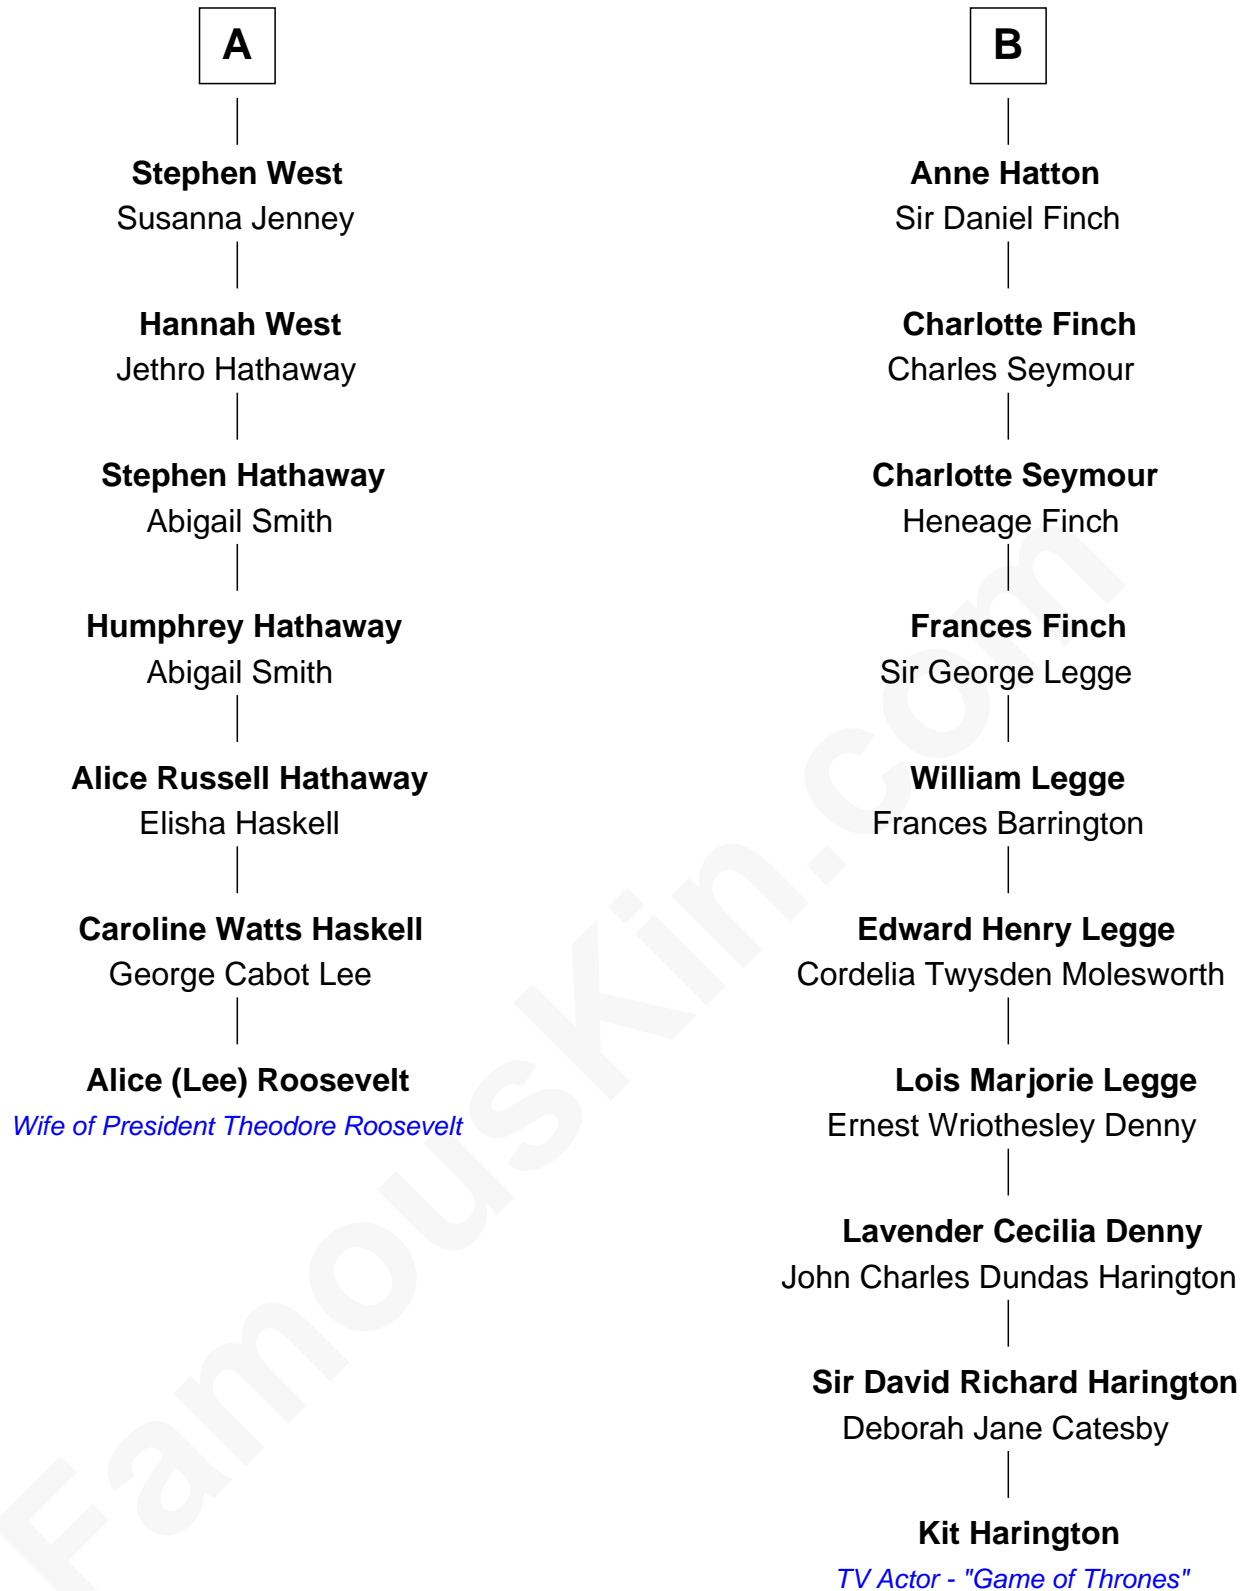 A
Stephen West
Susanna Jenney
Hannah West
Jethro Hathaway
Stephen Hathaway
Abigail Smith
Humphrey Hathaway
Abigail Smith
Alice Russell Hathaway
Elisha Haskell
Caroline Watts Haskell
George Cabot Lee
Alice (Lee) Roosevelt
Wife of President Theodore Roosevelt
B
Anne Hatton
Sir Daniel Finch
Charlotte Finch
Charles Seymour
Charlotte Seymour
Heneage Finch
Frances Finch
Sir George Legge
William Legge
Frances Barrington
Edward Henry Legge
Cordelia Twysden Molesworth
Lois Marjorie Legge
Ernest Wriothesley Denny
Lavender Cecilia Denny
John Charles Dundas Harington
Sir David Richard Harington
Deborah Jane Catesby
Kit Harington
TV Actor - "Game of Thrones"
FamousKin.com